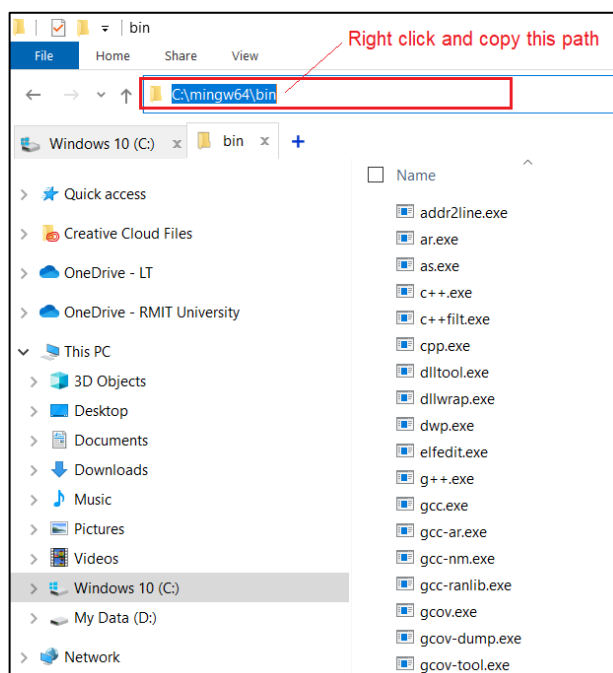 bin
Right click and copy this path
File Home Share View
C:\mingw64\bin
Windows 10 (C:) x bin x +
Name
Quick access
Creative Cloud Files
OneDrive - LT
OneDrive - RMIT University
This PC
3D Objects
Desktop
Documents
Downloads
Music
Pictures
Videos
Windows 10 (C:)
My Data (D:)
Network
addr2line.exe
ar.exe
as.exe
c++.exe
c++filt.exe
cpp.exe
dlltool.exe
dllwrap.exe
dwp.exe
elfedit.exe
g++.exe
gcc.exe
gcc-ar.exe
gcc-nm.exe
gcc-ranlib.exe
gcov.exe
gcov-dump.exe
gcov-tool.exe